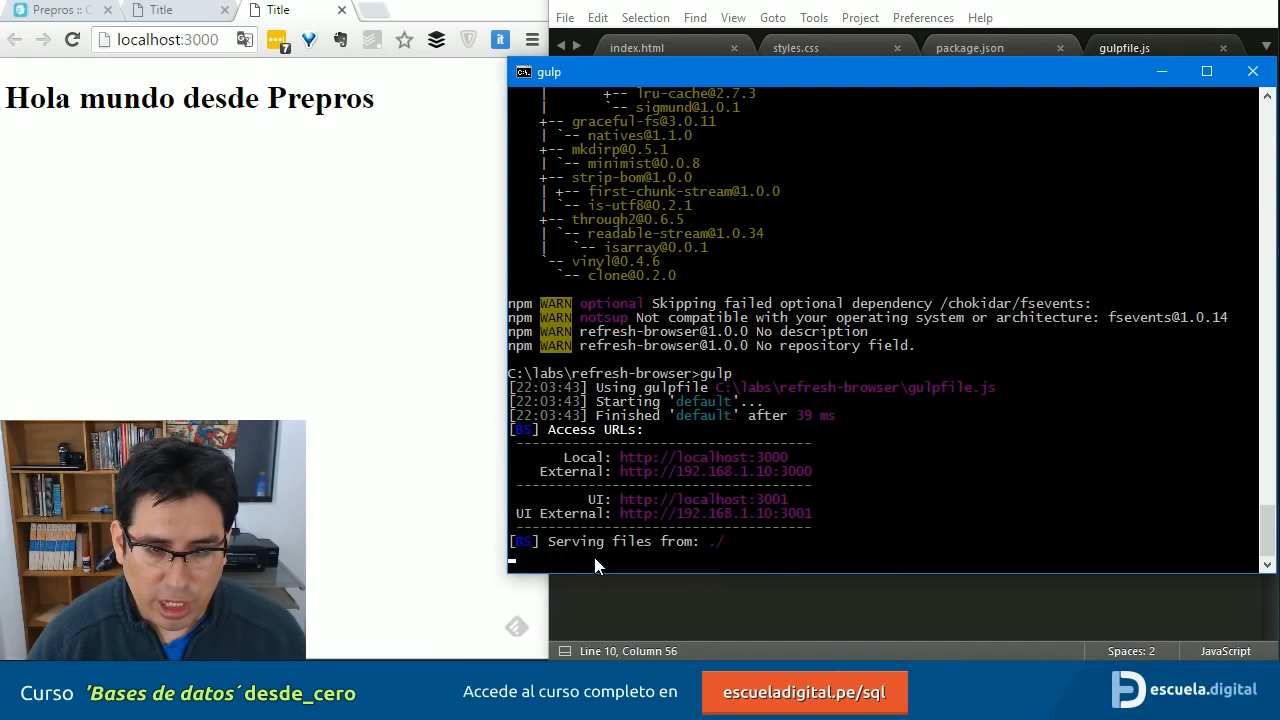 Prepros :: C
Title
Title
localhost:3000
7
it
Hola mundo desde Prepros
File Edit Selection Find View Goto Tools Project Preferences Help
index.html
styles.css
package.json
gulpfile.js
C:\.
gulp
| +-- lru-cache@2.7.3
| `-- sigmund@1.0.1
+-- graceful-fs@3.0.11
| `-- natives@1.1.0
+-- mkdirp@0.5.1
| `-- minimist@0.0.8
+-- strip-bom@1.0.0
| +-- first-chunk-stream@1.0.0
| `-- is-utf8@0.2.1
+-- through2@0.6.5
| `-- readable-stream@1.0.34
| `-- isarray@0.0.1
`-- vinyl@0.4.6
`-- clone@0.2.0
npm WARN optional Skipping failed optional dependency /chokidar/fsevents:
npm WARN notsup Not compatible with your operating system or architecture: fsevents@1.0.14
npm WARN refresh-browser@1.0.0 No description
npm WARN refresh-browser@1.0.0 No repository field.
C:\labs\refresh-browser>gulp
[22:03:43] Using gulpfile C:\labs\refresh-browser\gulpfile.js
[22:03:43] Starting 'default'...
[22:03:43] Finished 'default' after 39 ms
[BS] Access URLs:
--------------------------------------
Local: http://localhost:3000
External: http://192.168.1.10:3000
--------------------------------------
UI: http://localhost:3001
UI External: http://192.168.1.10:3001
--------------------------------------
[BS] Serving files from: ./
Line 10, Column 56
Spaces: 2
JavaScript
Curso 'Bases de datos´ desde_cero
Accede al curso completo en
escueladigital.pe/sql
escuela.digital